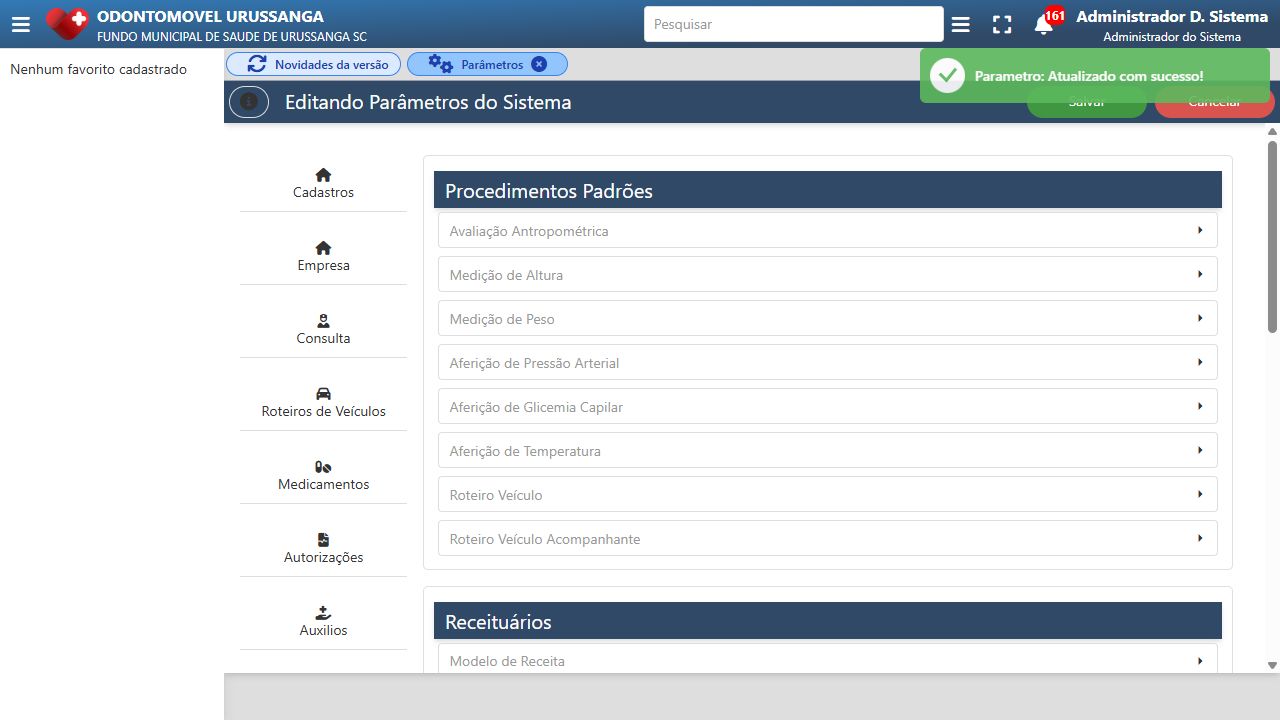 ODONTOMOVEL URUSSANGA
FUNDO MUNICIPAL DE SAUDE DE URUSSANGA SC
Pesquisar
161
Administrador D. Sistema
Administrador do Sistema
Nenhum favorito cadastrado
Novidades da versão
Parâmetros
Parametro: Atualizado com sucesso!
Editando Parâmetros do Sistema
Salvar
Cancelar
Cadastros
Empresa
Consulta
Roteiros de Veículos
Medicamentos
Autorizações
Auxilios
Procedimentos Padrões
Avaliação Antropométrica
Medição de Altura
Medição de Peso
Aferição de Pressão Arterial
Aferição de Glicemia Capilar
Aferição de Temperatura
Roteiro Veículo
Roteiro Veículo Acompanhante
Receituários
Modelo de Receita